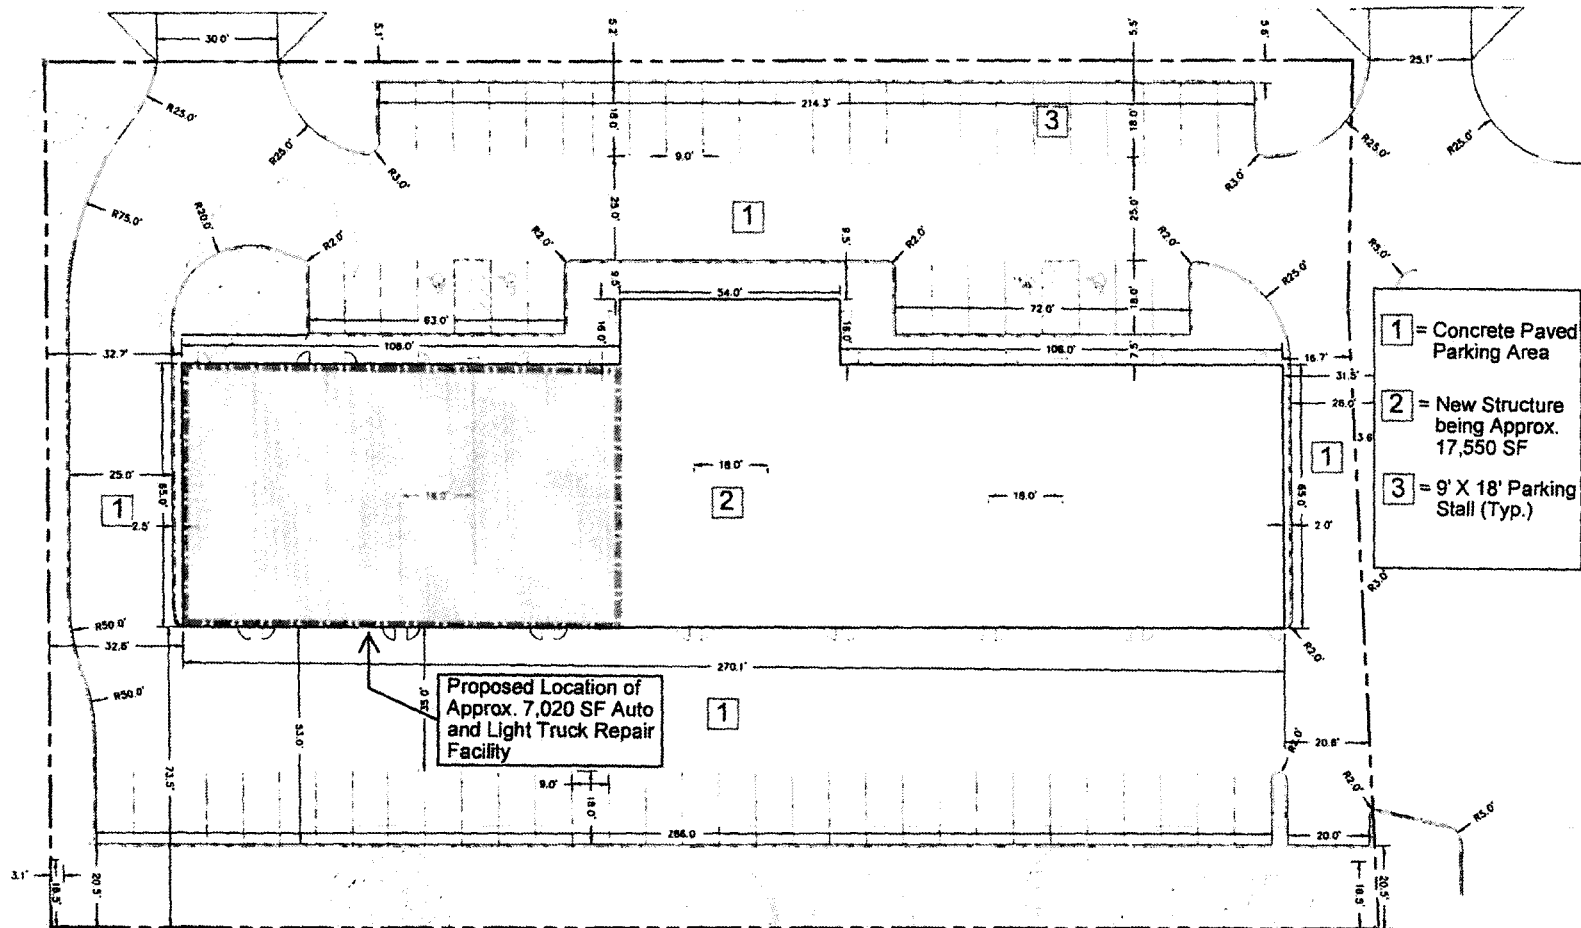 30.0'
5.1'
5.2'
5.5'
5.6'
25.1'
R25.0'
R25.0'
R3.0'
214.3'
18.0'
9.0'
3
18.0'
R3.0'
R25.0'
R25.0'
R75.0'
R20.0'
R2.0'
R2.0'
25.0'
1
9.5'
R2.0'
25.0'
R2.0'
R25.0'
R5.0'
9.5'
54.0'
63.0'
16.0'
18.0'
72.0'
18.0'
32.7'
108.0'
108.0'
7.5'
16.7'
31.5'
26.0'
3.6'
1 = Concrete Paved
Parking Area
2 = New Structure
being Approx.
17,550 SF
3 = 9' X 18' Parking
Stall (Typ.)
25.0'
65.0'
1
2.5'
18.0'
18.0'
2
18.0'
1
65.0'
2.0'
R3.0'
R50.0'
32.6'
R2.0'
270.1'
R50.0'
Proposed Location of
Approx. 7,020 SF Auto
and Light Truck Repair
Facility
1
53.0'
73.5'
20.6'
R2.0'
9.0'
18.0'
286.0
20.0'
R5.0'
3.1'
18.5'
20.5'
18.5'
20.5'